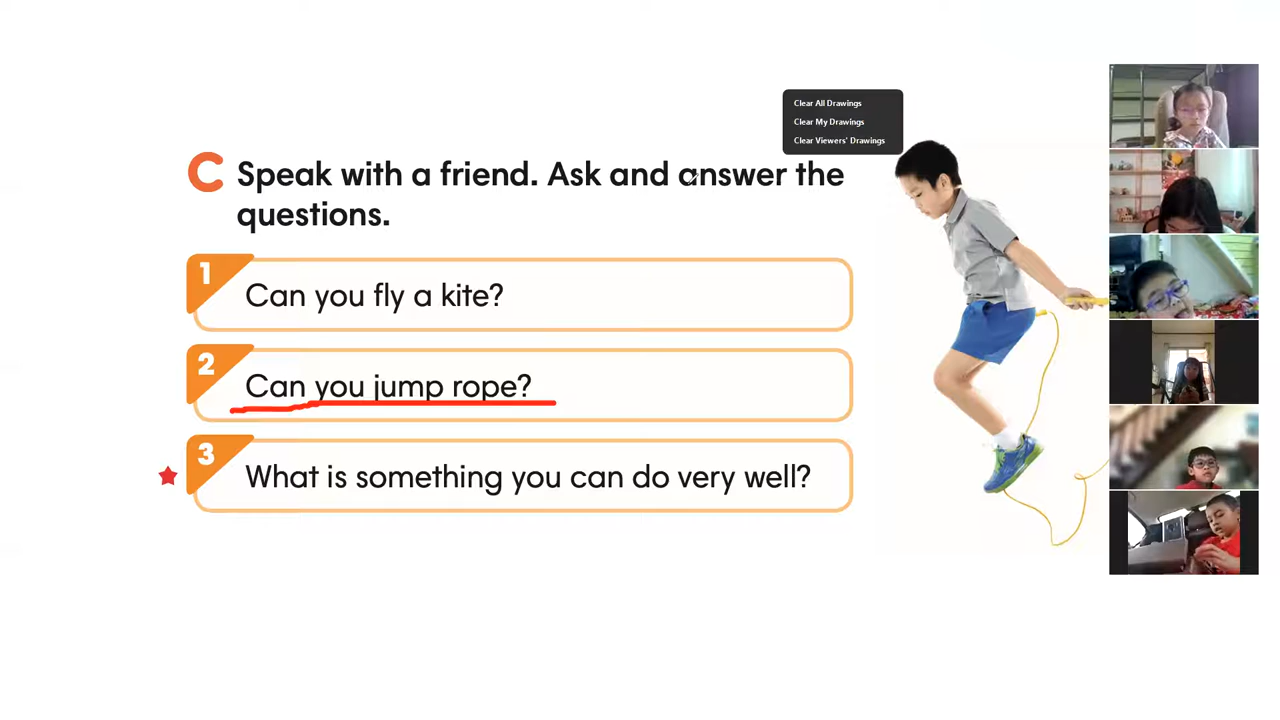 Clear All Drawings
Clear My Drawings
Clear Viewers' Drawings
C Speak with a friend. Ask and answer the
questions.
1
Can you fly a kite?
2
Can you jump rope?
3
What is something you can do very well?